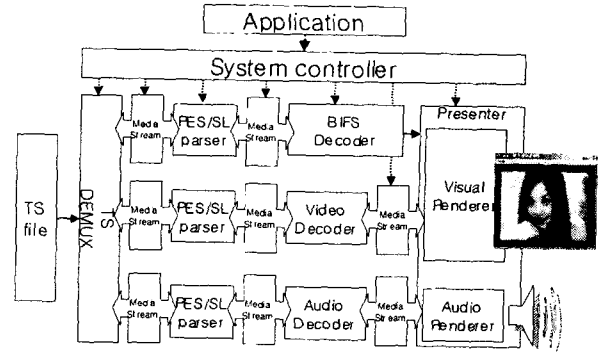 Application
System controller
Presenter
Media
Stream
PES/SL
parser
Media
Stream
BIFS
Decoder
TS
file
TS
DEMUX
Media
Stream
PES/SL
parser
Media
Stream
Video
Decoder
Media
Stream
Visual
Renderer
Media
Stream
PES/SL
parser
Media
Stream
Audio
Decoder
Media
Stream
Audio
Renderer